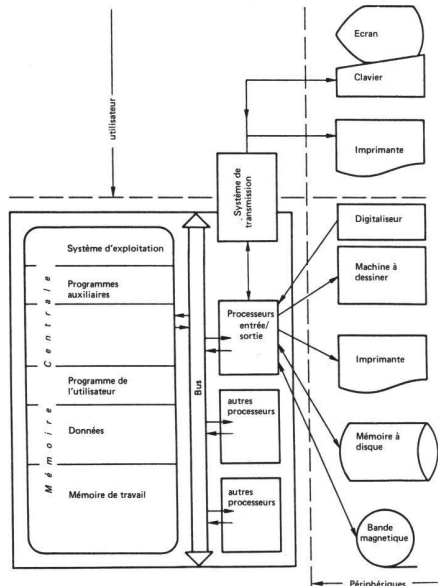 Ecran
Clavier
utilisateur
Imprimante
Système de
transmission
Digitaliseur
Système d'exploitation
Machine à
dessiner
Programmes
auxiliaires
Processeurs
entrée/
sortie
Imprimante
Mémoire Centrale
Bus
Programme de
l'utilisateur
autres
processeurs
Données
Mémoire à
disque
Mémoire de travail
autres
processeurs
Bande
magnetique
Périphériques